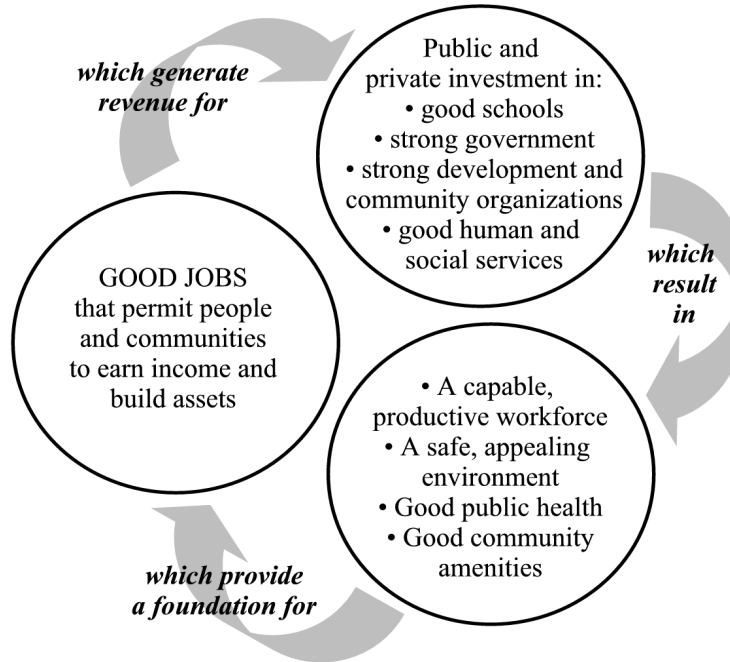 GOOD JOBS
that permit people
and communities
to earn income and
build assets
which generate
revenue for
Public and
private investment in:
• good schools
• strong government
• strong development and
community organizations
• good human and
social services
which
result
in
• A capable,
productive workforce
• A safe, appealing
environment
• Good public health
• Good community
amenities
which provide
a foundation for